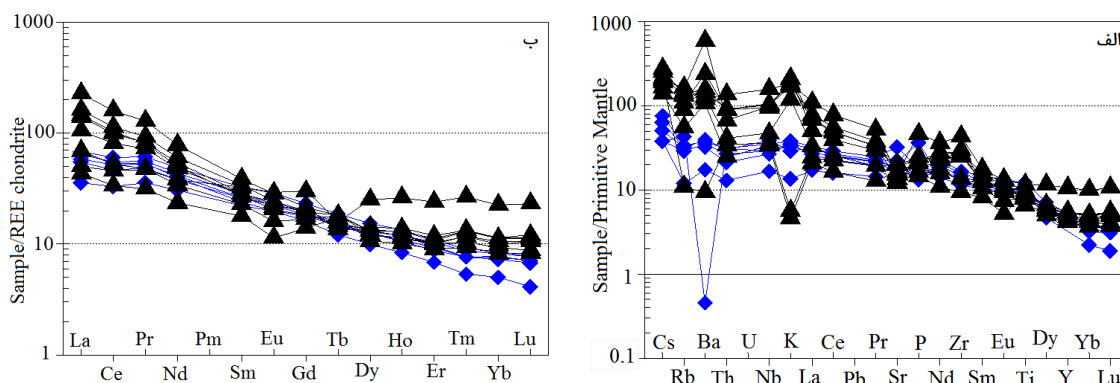 1000
100
10
1
Sample/REE chondrite
ب
La Pr Pm Eu Tb Ho Tm Lu
Ce Nd Sm Gd Dy Er Yb
1000
100
10
1
0.1
Sample/Primitive Mantle
الف
Cs Ba U K Ce Pr P Zr Eu Dy Yb
Rb Th Nb La Pb Sr Nd Sm Ti Y Lu